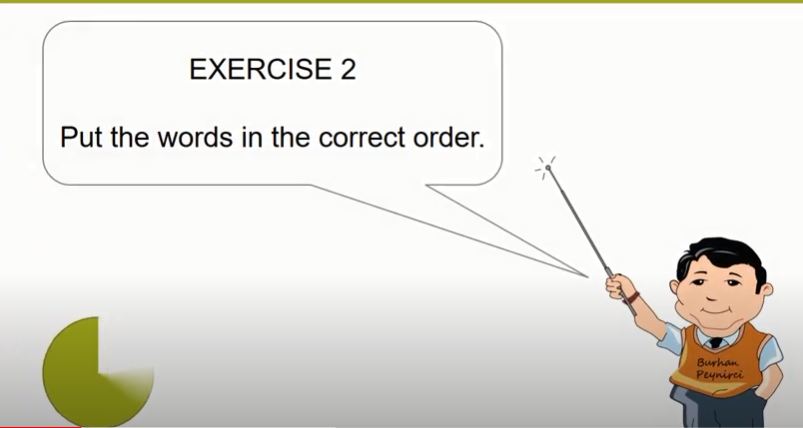 EXERCISE 2
Put the words in the correct order.
Burhan
Peynirci